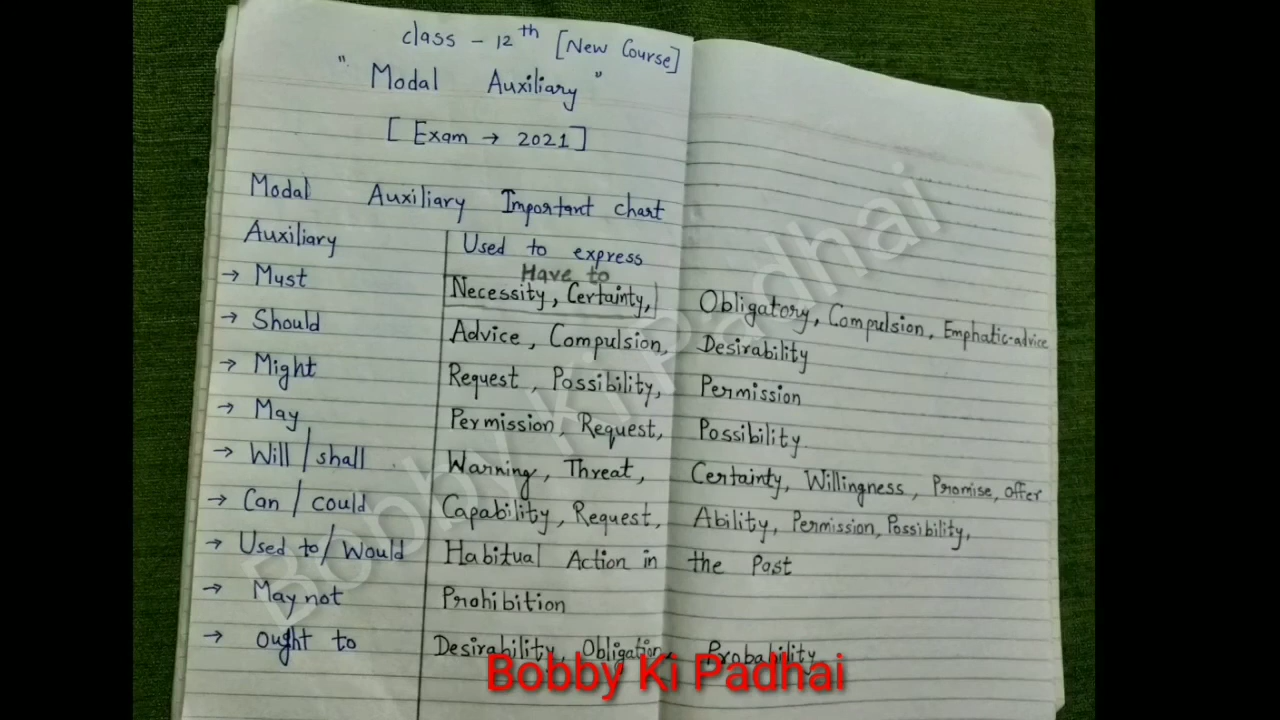 class - 12th [New Course]
" Modal Auxiliary "
[ Exam → 2021 ]
Modal Auxiliary Important chart
Auxiliary Used to express
Have to
→ Must Necessity, Certainty, Obligatory, Compulsion, Emphatic-advice
→ Should Advice, Compulsion, Desirability
→ Might Request, Possibility, Permission
→ May Permission, Request, Possibility.
→ Will / shall Warning, Threat, Certainty, Willingness, Promise, offer
→ Can / could Capability, Request, Ability, Permission, Possibility,
→ Used to / Would Habitual Action in the Past
→ May not Prohibition
→ ought to Desirability, Obligation, Probability
Bobby Ki Padhai
Bobby Ki Padhai